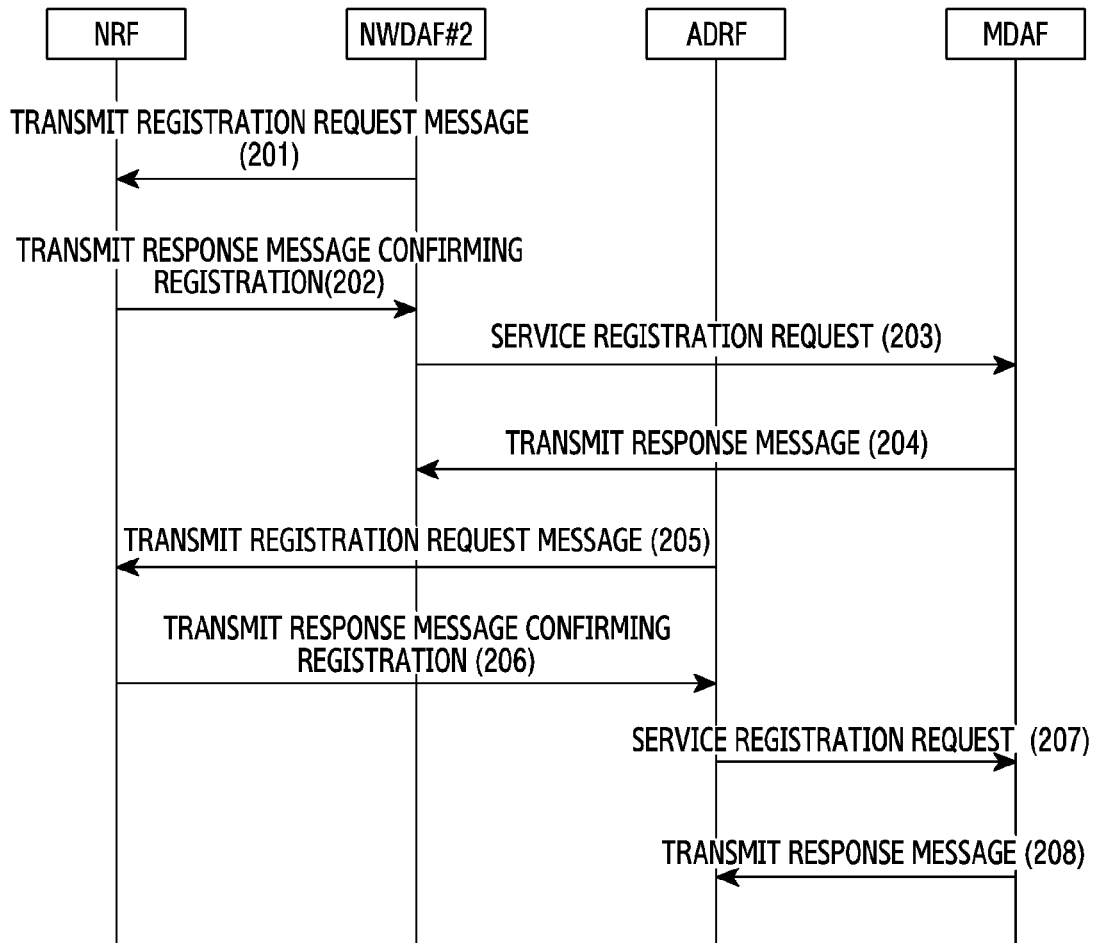 NRF
NWDAF#2
ADRF
MDAF
TRANSMIT REGISTRATION REQUEST MESSAGE
(201)
TRANSMIT RESPONSE MESSAGE CONFIRMING
REGISTRATION(202)
SERVICE REGISTRATION REQUEST (203)
TRANSMIT RESPONSE MESSAGE (204)
TRANSMIT REGISTRATION REQUEST MESSAGE (205)
TRANSMIT RESPONSE MESSAGE CONFIRMING
REGISTRATION (206)
SERVICE REGISTRATION REQUEST (207)
TRANSMIT RESPONSE MESSAGE (208)